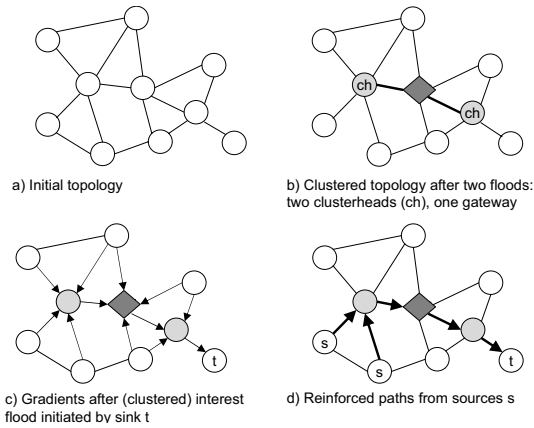 ch
ch
a) Initial topology
b) Clustered topology after two floods:
two clusterheads (ch), one gateway
t
c) Gradients after (clustered) interest
flood initiated by sink t
s
s
t
d) Reinforced paths from sources s